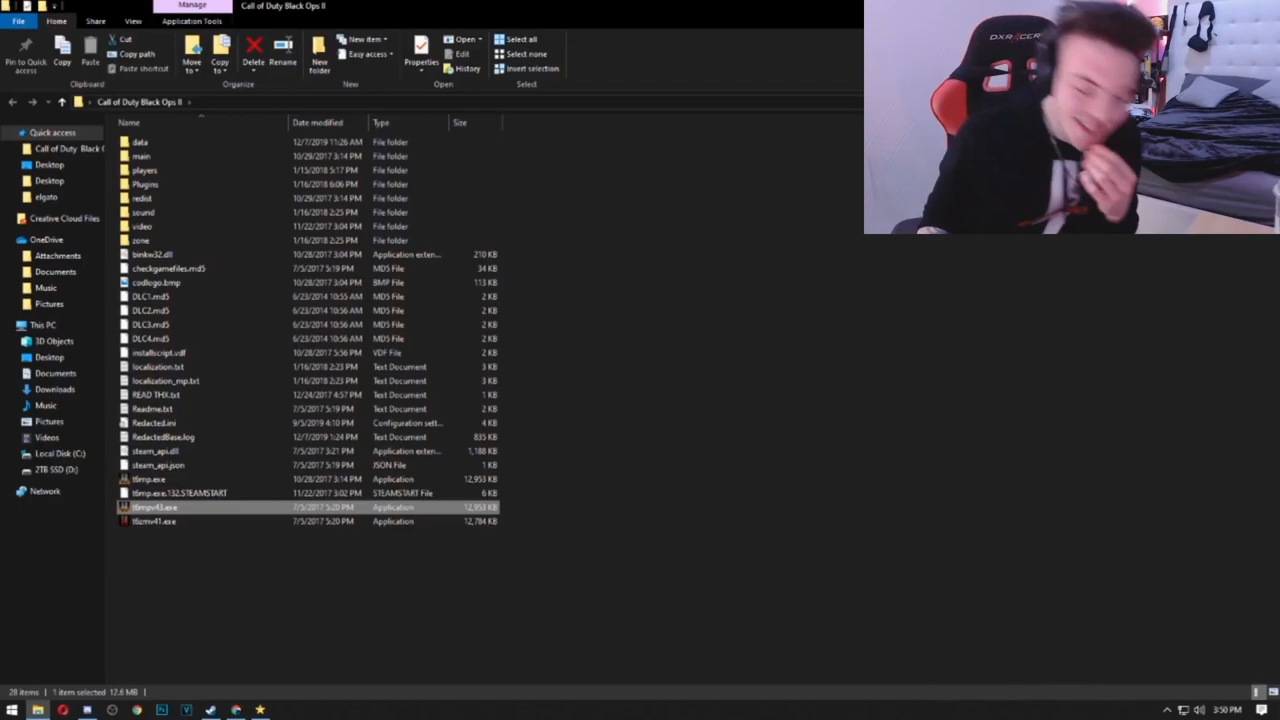 Manage
Call of Duty Black Ops II
File
Home
Share
View
Application Tools
Pin to Quick access
Copy
Paste
Cut
Copy path
Paste shortcut
Clipboard
Move to
Copy to
Delete
Rename
Organize
New folder
New item
Easy access
New
Properties
Open
Edit
History
Open
Select all
Select none
Invert selection
Select
DXRACER
Call of Duty Black Ops II
Name
Date modified
Type
Size
Quick access
Call of Duty Black C
Desktop
Desktop
elgato
Creative Cloud Files
OneDrive
Attachments
Documents
Music
Pictures
This PC
3D Objects
Desktop
Documents
Downloads
Music
Pictures
Videos
Local Disk (C:)
2TB SSD (D:)
Network
data 12/7/2019 11:26 AM File folder
main 10/29/2017 3:14 PM File folder
players 1/15/2018 5:17 PM File folder
Plugins 1/16/2018 6:06 PM File folder
redist 10/29/2017 3:14 PM File folder
sound 1/16/2018 2:25 PM File folder
video 11/22/2017 3:04 PM File folder
zone 1/16/2018 2:25 PM File folder
binkw32.dll 10/28/2017 3:04 PM Application exten... 210 KB
checkgamefiles.md5 7/5/2017 5:19 PM MD5 File 34 KB
codlogo.bmp 10/28/2017 3:04 PM BMP File 113 KB
DLC1.md5 6/23/2014 10:55 AM MD5 File 2 KB
DLC2.md5 6/23/2014 10:56 AM MD5 File 2 KB
DLC3.md5 6/23/2014 10:56 AM MD5 File 2 KB
DLC4.md5 6/23/2014 10:56 AM MD5 File 2 KB
installscript.vdf 10/28/2017 5:56 PM VDF File 2 KB
localization.txt 1/16/2018 2:23 PM Text Document 3 KB
localization_mp.txt 1/16/2018 2:23 PM Text Document 3 KB
READ THX.txt 12/24/2017 4:57 PM Text Document 1 KB
Readme.txt 7/5/2017 5:19 PM Text Document 2 KB
Redacted.ini 9/5/2019 4:10 PM Configuration sett... 4 KB
RedactedBase.log 12/7/2019 1:24 PM Text Document 835 KB
steam_api.dll 7/5/2017 3:21 PM Application exten... 1,188 KB
steam_api.json 7/5/2017 5:19 PM JSON File 1 KB
t6mp.exe 10/28/2017 3:14 PM Application 12,953 KB
t6mp.exe.132.STEAMSTART 11/22/2017 3:02 PM STEAMSTART File 6 KB
t6mpv43.exe 7/5/2017 5:20 PM Application 12,953 KB
t6zmv41.exe 7/5/2017 5:20 PM Application 12,784 KB
28 items 1 item selected 12.6 MB
3:50 PM